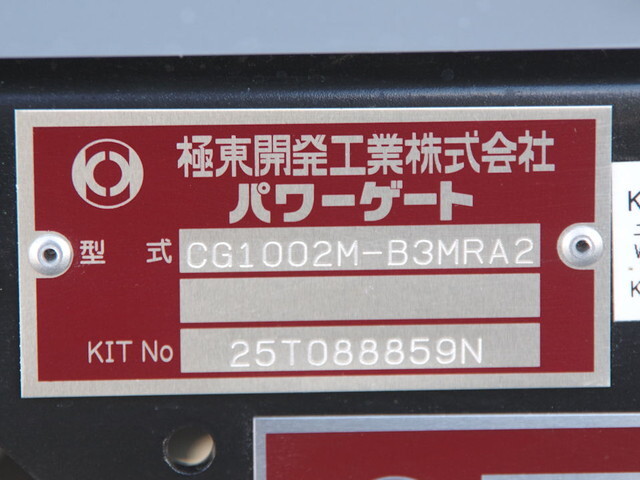 極東開発工業株式会社
パワーゲート
型式 CG1002M-B3MRA2
KIT No 25T088859N